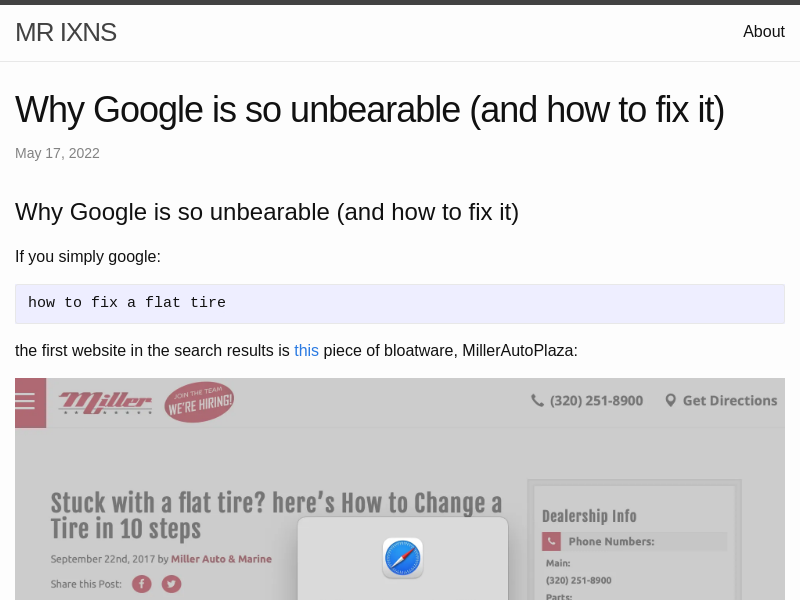 MR IXNS
About
Why Google is so unbearable (and how to fix it)
May 17, 2022
Why Google is so unbearable (and how to fix it)
If you simply google:
how to fix a flat tire
the first website in the search results is this piece of bloatware, MillerAutoPlaza:
Miller
JOIN THE TEAM
WE'RE HIRING!
(320) 251-8900
Get Directions
Stuck with a flat tire? here's How to Change a
Tire in 10 steps
September 22nd, 2017 by Miller Auto & Marine
Share this Post:
Dealership Info
Phone Numbers:
Main:
(320) 251-8900
Parts: